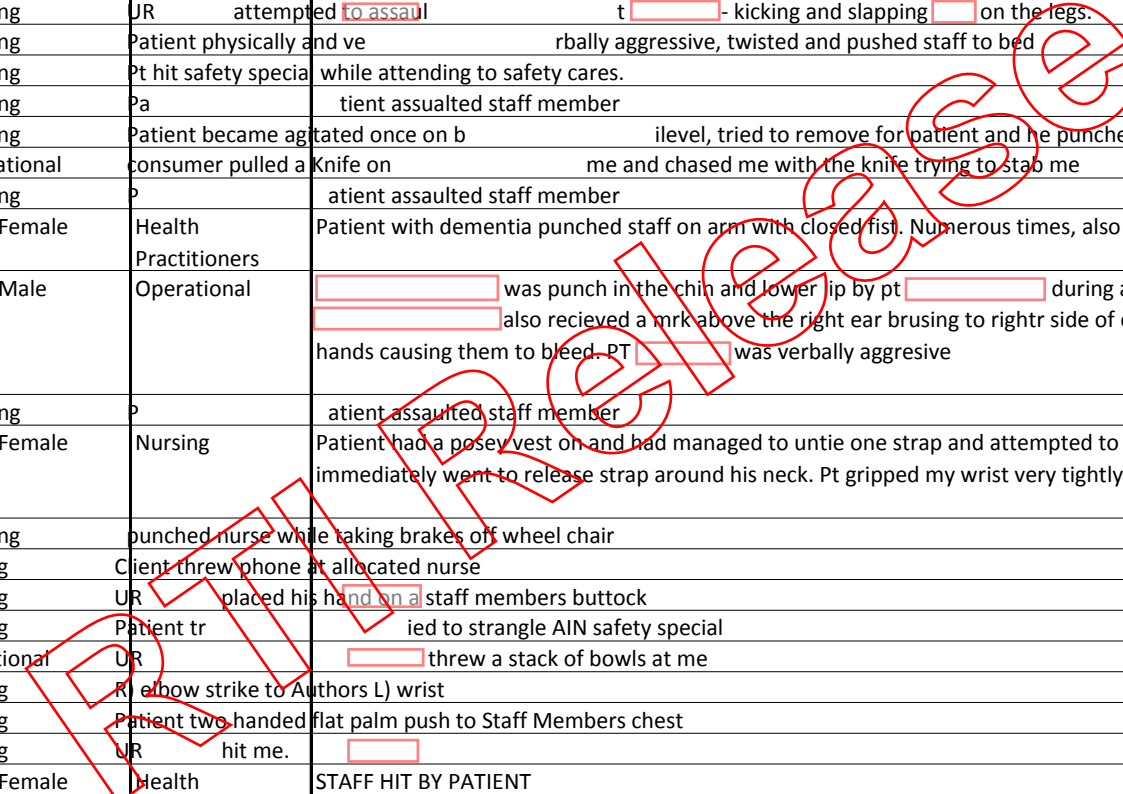 ng UR attempted to assaul t - kicking and slapping on the legs.
ng Patient physically and ve rbally aggressive, twisted and pushed staff to bed
ng Pt hit safety specia while attending to safety cares.
ng Pa tient assualted staff member
ng Patient became agitated once on b ilevel, tried to remove for patient and he punche
ational consumer pulled a Knife on me and chased me with the knife trying to stab me
ng P atient assaulted staff member
Female Health Patient with dementia punched staff on arm with closed fist. Numerous times, also
Practitioners
Male Operational was punch in the chin and lower lip by pt during a
also recieved a mrk above the right ear brusing to rightr side of
hands causing them to bleed. PT was verbally aggresive
ng P atient assaulted staff member
Female Nursing Patient had a posey vest on and had managed to untie one strap and attempted to
immediately went to release strap around his neck. Pt gripped my wrist very tightly
ng punched nurse while taking brakes off wheel chair
g Client threw phone at allocated nurse
g UR placed his hand on a staff members buttock
g Patient tr ied to strangle AIN safety special
tional UR threw a stack of bowls at me
g R) elbow strike to Authors L) wrist
g Patient two handed flat palm push to Staff Members chest
g UR hit me.
Female Health STAFF HIT BY PATIENT
RTI Release